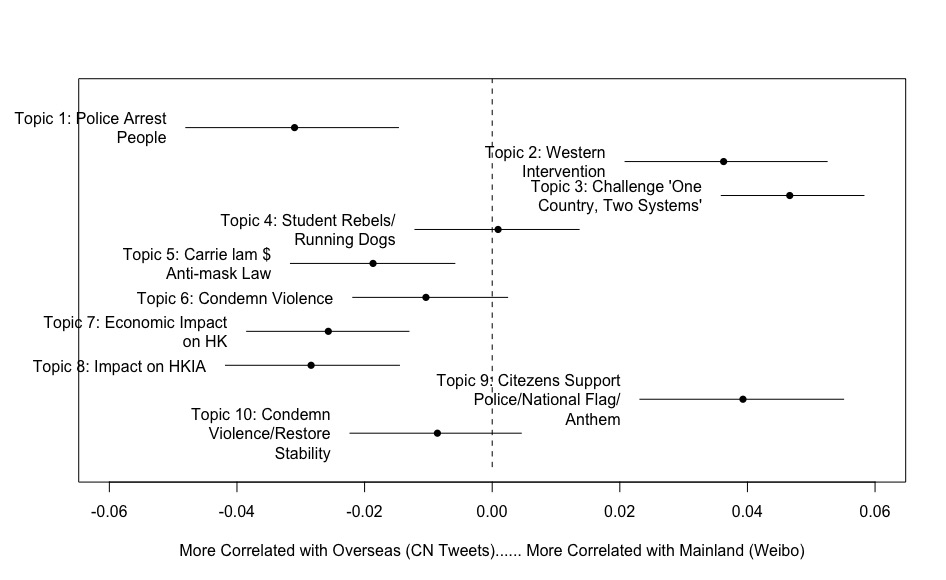 Topic 1: Police Arrest
People
Topic 2: Western
Intervention
Topic 3: Challenge 'One
Country, Two Systems'
Topic 4: Student Rebels/
Running Dogs
Topic 5: Carrie lam $
Anti-mask Law
Topic 6: Condemn Violence
Topic 7: Economic Impact
on HK
Topic 8: Impact on HKIA
Topic 9: Citezens Support
Police/National Flag/
Anthem
Topic 10: Condemn
Violence/Restore
Stability
-0.06 -0.04 -0.02 0.00 0.02 0.04 0.06
More Correlated with Overseas (CN Tweets)...... More Correlated with Mainland (Weibo)